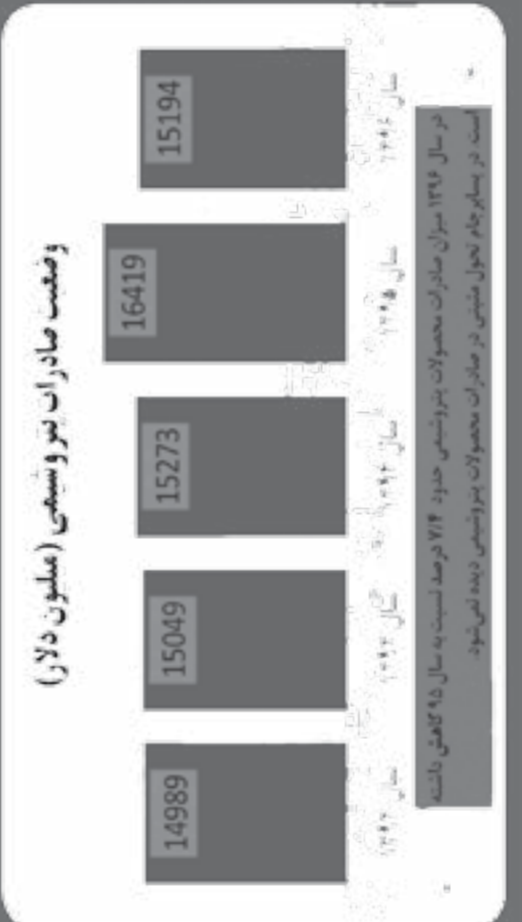 وضعیت صادرات پتروشیمی (میلیون دلار)
14989
15049
15273
16419
15194
سال ۱۳۹۲
سال ۱۳۹۳
سال ۱۳۹۴
سال ۱۳۹۵
سال ۱۳۹۶
در سال ۱۳۹۶ میزان صادرات محصولات پتروشیمی حدود ۷/۴ درصد نسبت به سال ۹۵ کاهش داشته
است در پسابرجام تحول مثبتی در صادرات محصولات پتروشیمی دیده نمی‌شود.